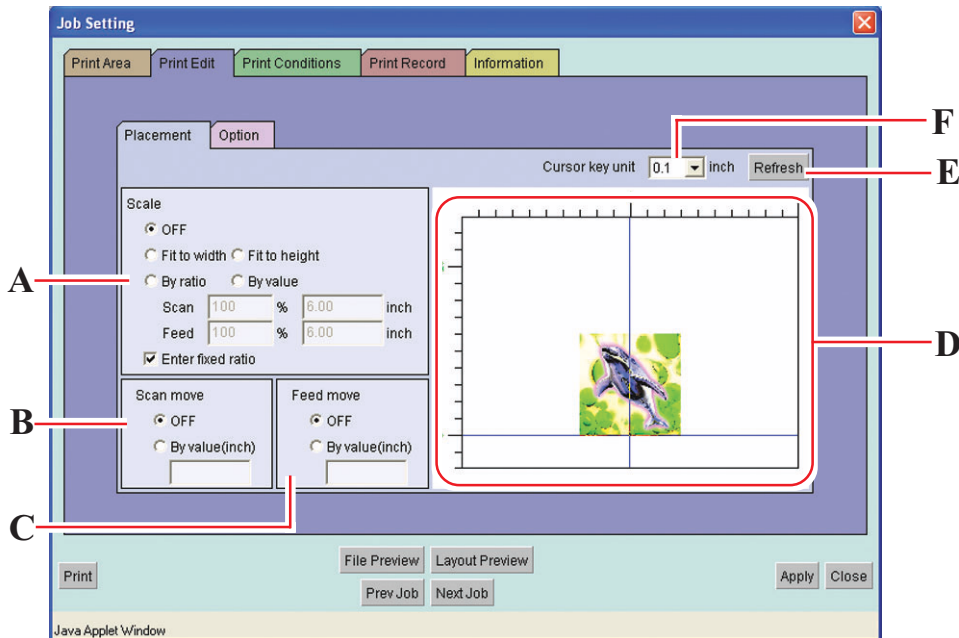 Job Setting
Print Area Print Edit Print Conditions Print Record Information
F
Placement Option
Cursor key unit 0.1 inch Refresh
E
Scale
OFF
Fit to width Fit to height
A
By ratio By value
Scan 100 % 6.00 inch
Feed 100 % 6.00 inch
D
Enter fixed ratio
Scan move Feed move
B
OFF OFF
By value(inch) By value(inch)
C
File Preview Layout Preview
Print Apply Close
Prev Job Next Job
Java Applet Window